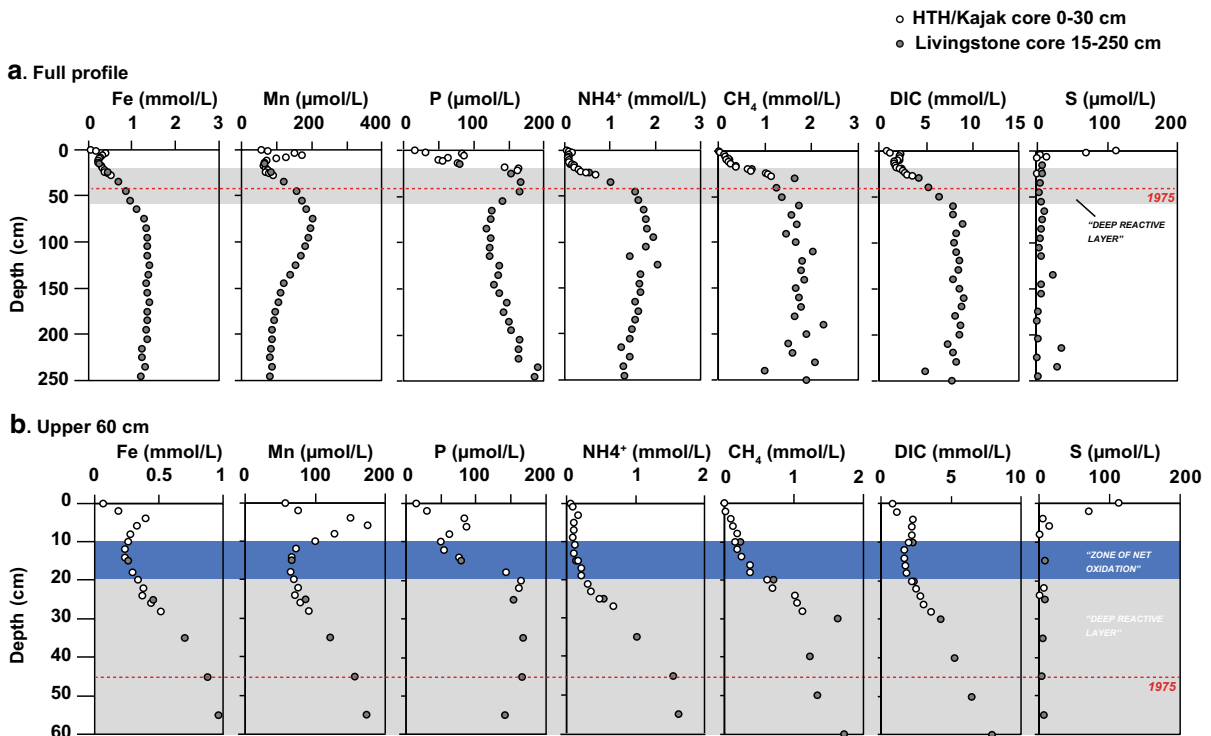 HTH/Kajak core 0-30 cm
Livingstone core 15-250 cm
a. Full profile
Fe (mmol/L) Mn (µmol/L) P (µmol/L) NH4⁺ (mmol/L) CH₄ (mmol/L) DIC (mmol/L) S (µmol/L)
0 1 2 3 0 200 400 0 100 200 0 1 2 3 0 1 2 3 0 5 10 15 0 100 200
0
50
100
150
200
250
Depth (cm)
1975
"DEEP REACTIVE
LAYER"
b. Upper 60 cm
Fe (mmol/L) Mn (µmol/L) P (µmol/L) NH4⁺ (mmol/L) CH₄ (mmol/L) DIC (mmol/L) S (µmol/L)
0 0.5 1 0 100 200 0 100 200 0 1 2 0 1 2 0 5 10 0 100 200
0
10
20
30
40
50
60
Depth (cm)
"ZONE OF NET
OXIDATION"
"DEEP REACTIVE
LAYER"
1975